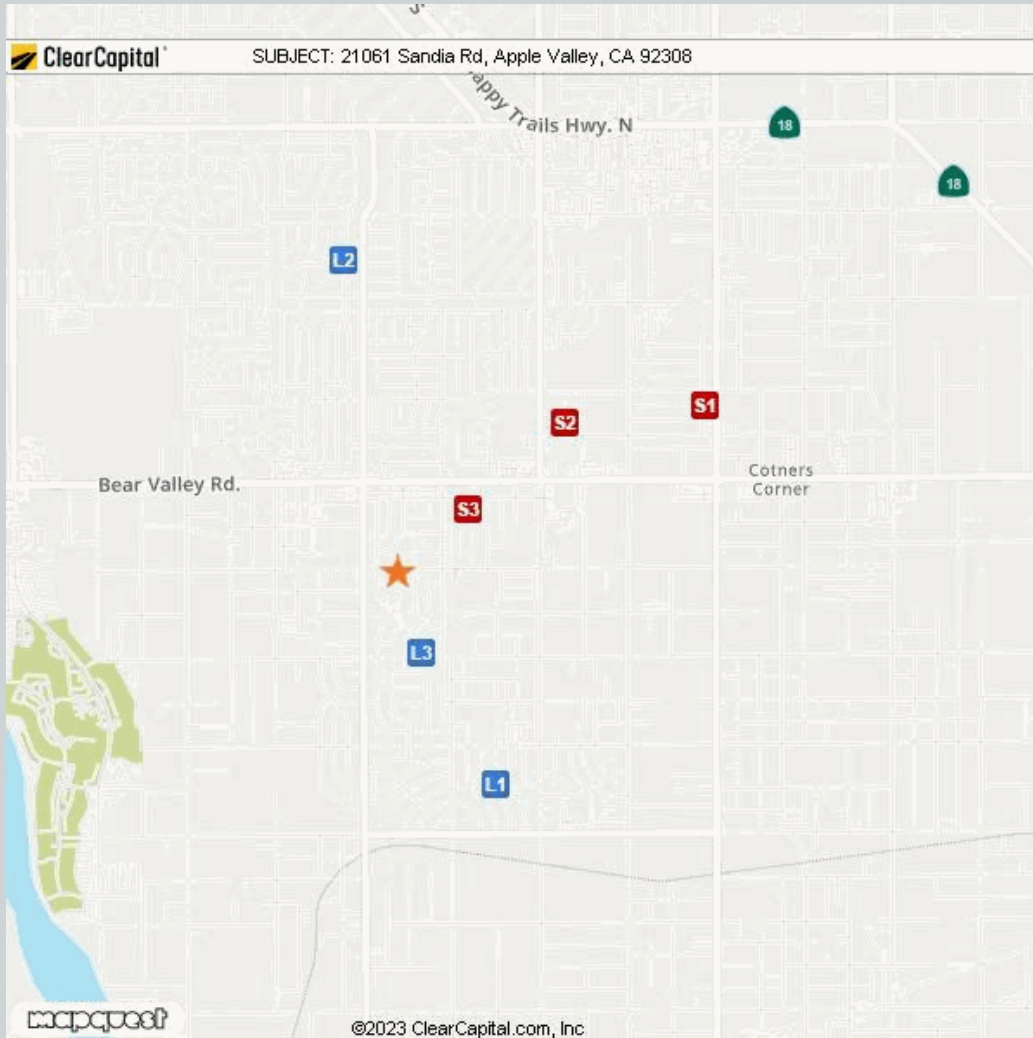 ClearCapital
SUBJECT: 21061 Sandia Rd, Apple Valley, CA 92308
appy Trails Hwy. N
18
18
L2
S1
S2
Cotners
Corner
Bear Valley Rd.
S3
L3
L1
mapquest
©2023 ClearCapital.com, Inc